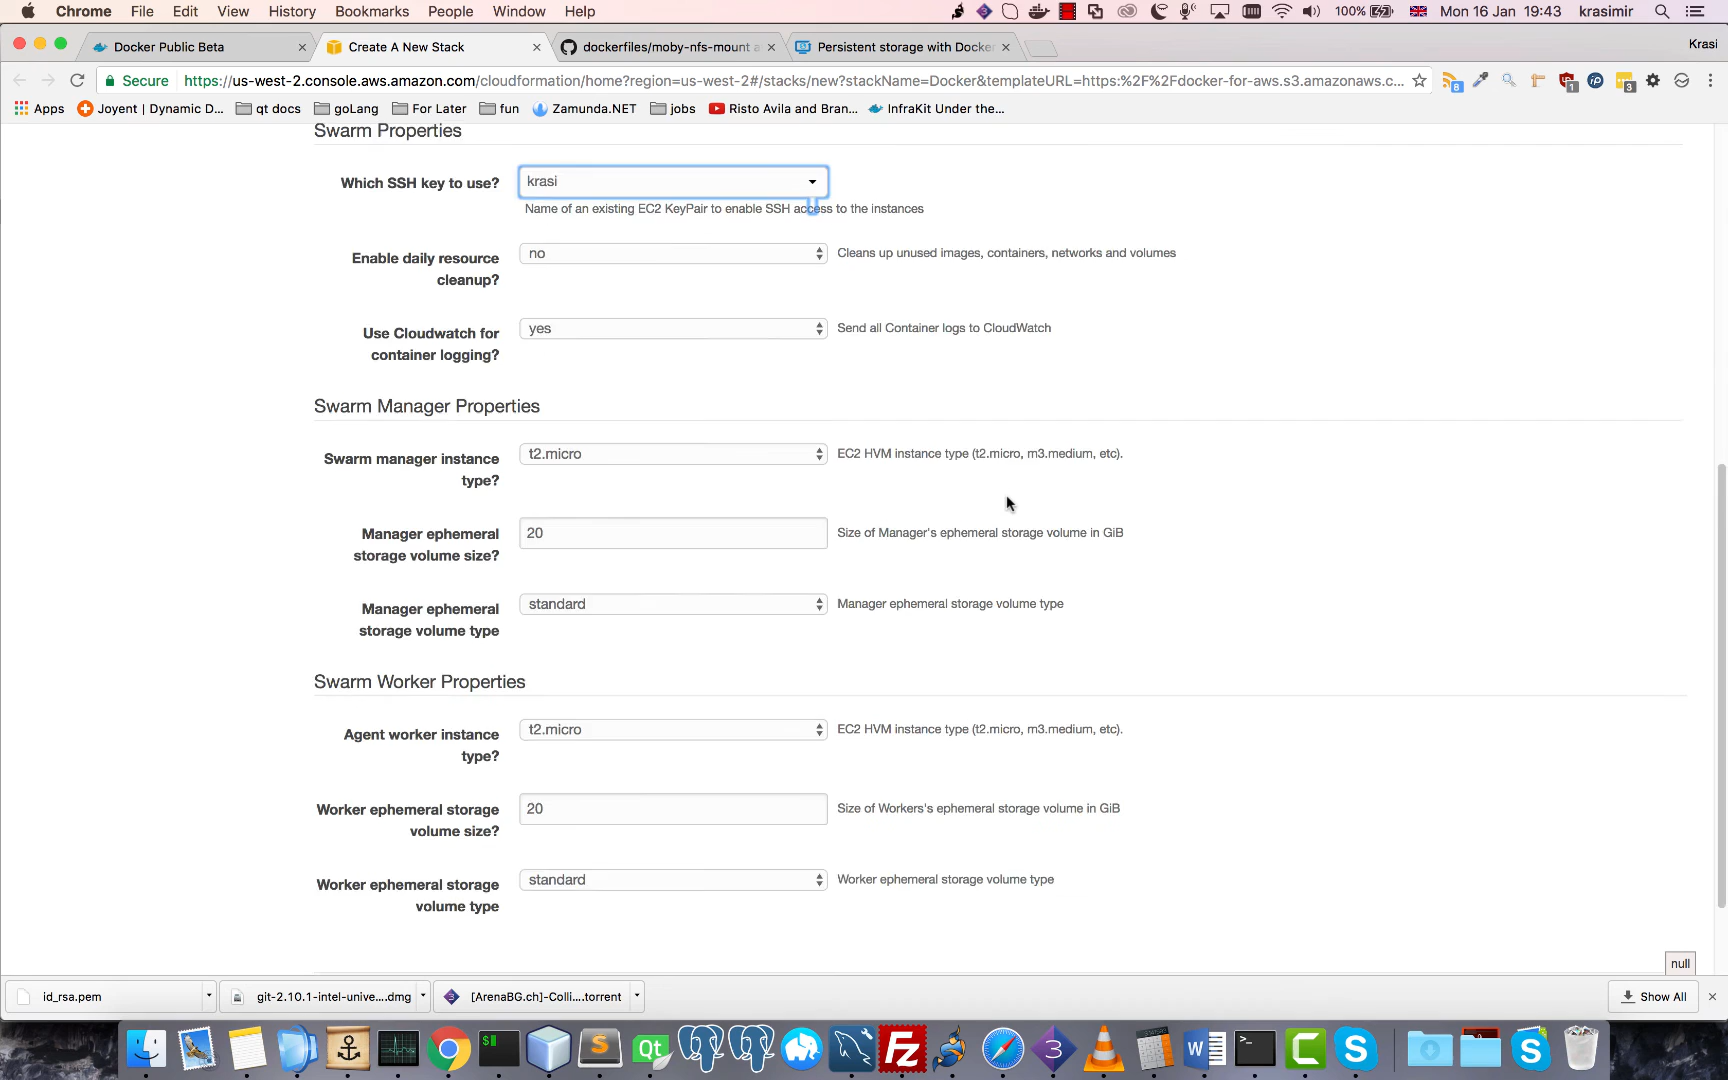 Chrome File Edit View History Bookmarks People Window Help 100% Mon 16 Jan 19:43 krasimir
Docker Public Beta Create A New Stack dockerfiles/moby-nfs-mount a Persistent storage with Docke Krasi
Secure https://us-west-2.console.aws.amazon.com/cloudformation/home?region=us-west-2#/stacks/new?stackName=Docker&templateURL=https:%2F%2Fdocker-for-aws.s3.amazonaws.c...
Apps Joyent | Dynamic D... qt docs goLang For Later fun Zamunda.NET jobs Risto Avila and Bran... InfraKit Under the...
Swarm Properties
Which SSH key to use? krasi
Name of an existing EC2 KeyPair to enable SSH access to the instances
Enable daily resource
cleanup?
no Cleans up unused images, containers, networks and volumes
Use Cloudwatch for
container logging?
yes Send all Container logs to CloudWatch
Swarm Manager Properties
Swarm manager instance
type?
t2.micro EC2 HVM instance type (t2.micro, m3.medium, etc).
Manager ephemeral
storage volume size?
20 Size of Manager's ephemeral storage volume in GiB
Manager ephemeral
storage volume type
standard Manager ephemeral storage volume type
Swarm Worker Properties
Agent worker instance
type?
t2.micro EC2 HVM instance type (t2.micro, m3.medium, etc).
Worker ephemeral storage
volume size?
20 Size of Workers's ephemeral storage volume in GiB
Worker ephemeral storage
volume type
standard Worker ephemeral storage volume type
null
id_rsa.pem git-2.10.1-intel-unive....dmg [ArenaBG.ch]-Colli....torrent Show All